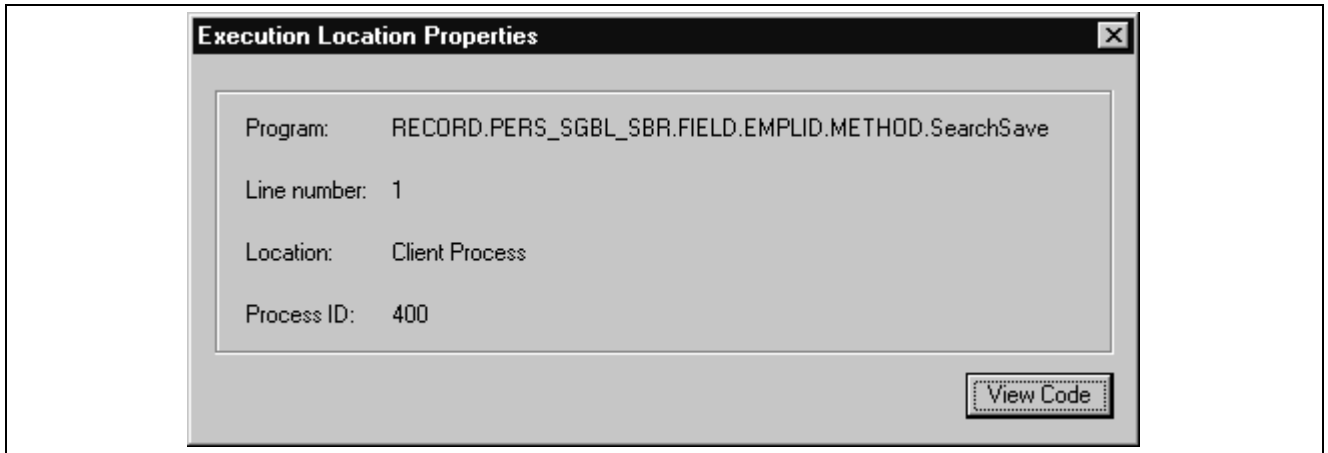 Execution Location Properties
Program: RECORD.PERS_SGBL_SBR.FIELD.EMPLID.METHOD.SearchSave
Line number: 1
Location: Client Process
Process ID: 400
View Code